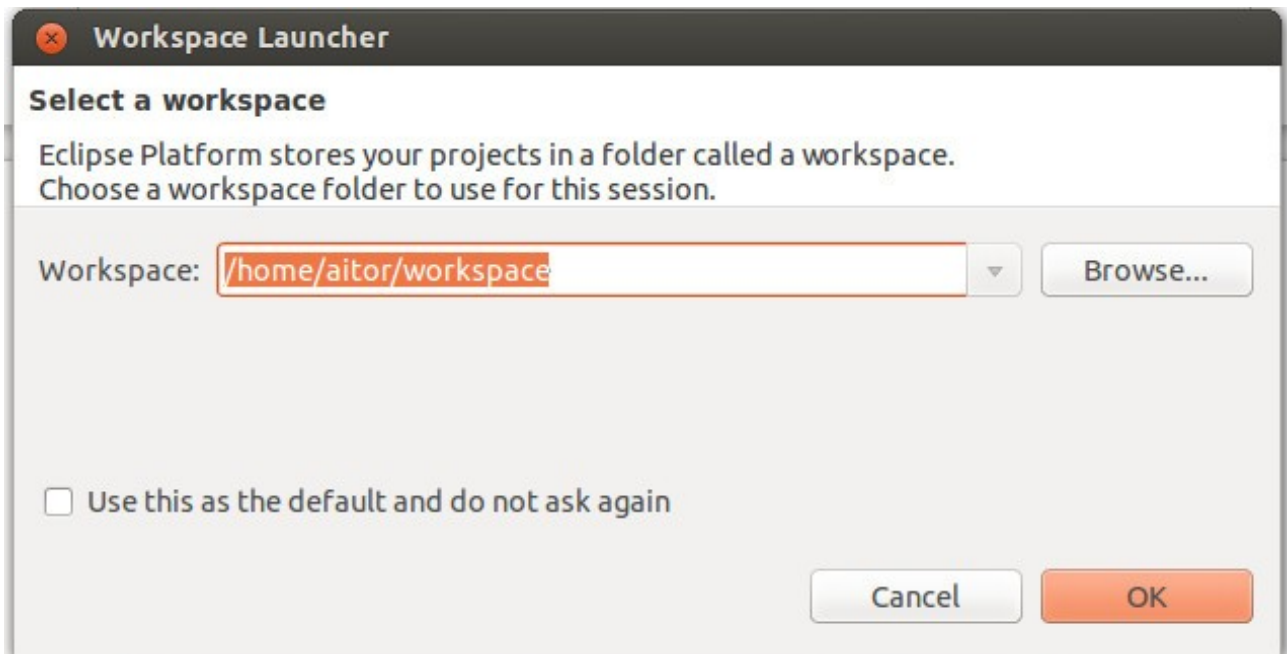 Workspace Launcher
Select a workspace
Eclipse Platform stores your projects in a folder called a workspace.
Choose a workspace folder to use for this session.
Workspace: /home/aitor/workspace Browse...
Use this as the default and do not ask again
Cancel OK